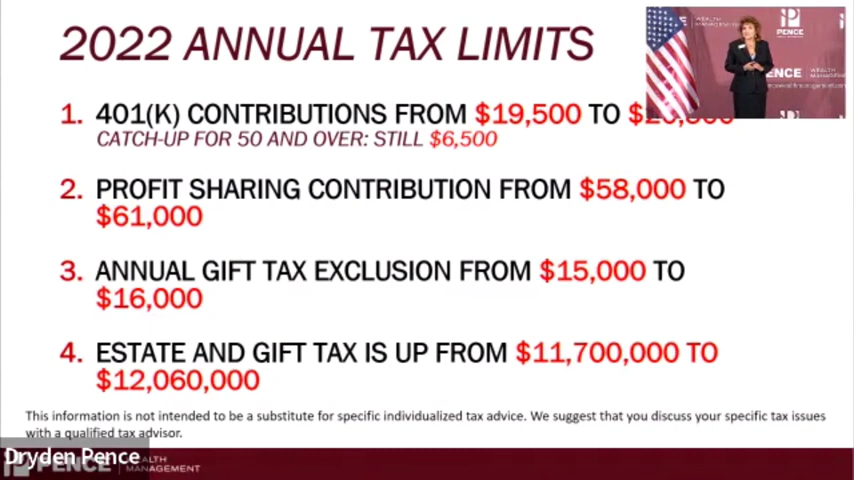 2022 ANNUAL TAX LIMITS
1. 401(K) CONTRIBUTIONS FROM $19,500 TO
CATCH-UP FOR 50 AND OVER: STILL $6,500
2. PROFIT SHARING CONTRIBUTION FROM $58,000 TO
$61,000
3. ANNUAL GIFT TAX EXCLUSION FROM $15,000 TO
$16,000
4. ESTATE AND GIFT TAX IS UP FROM $11,700,000 TO
$12,060,000
This information is not intended to be a substitute for specific individualized tax advice. We suggest that you discuss your specific tax issues
with a qualified tax advisor.
Dryden Pence
PENCE WEALTH
MANAGEMENT
PENCE